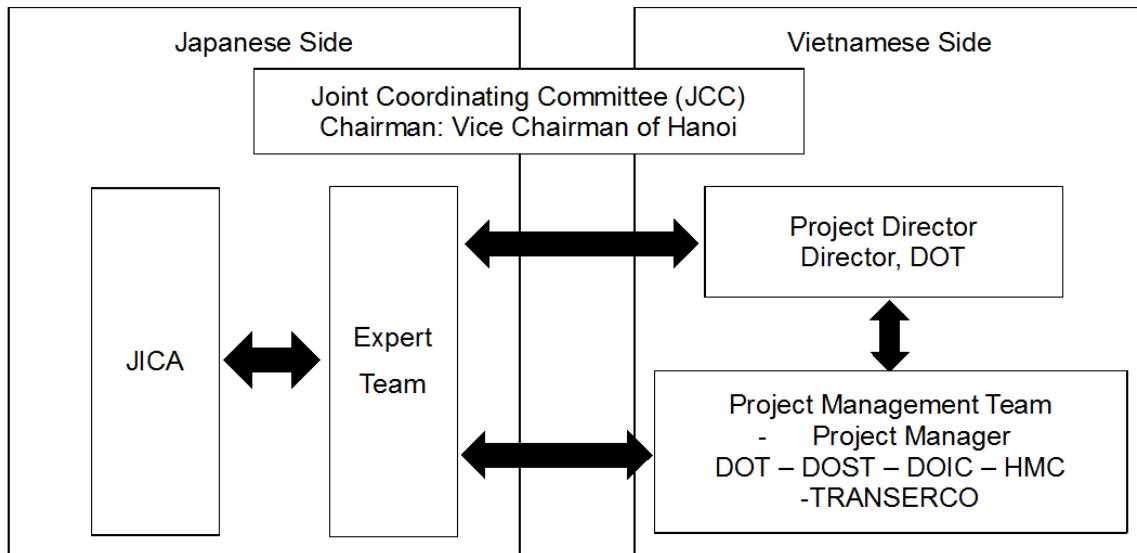 Japanese Side
Vietnamese Side
Joint Coordinating Committee (JCC)
Chairman: Vice Chairman of Hanoi
JICA
Expert
Team
Project Director
Director, DOT
Project Management Team
- Project Manager
DOT – DOST – DOIC – HMC
-TRANSERCO